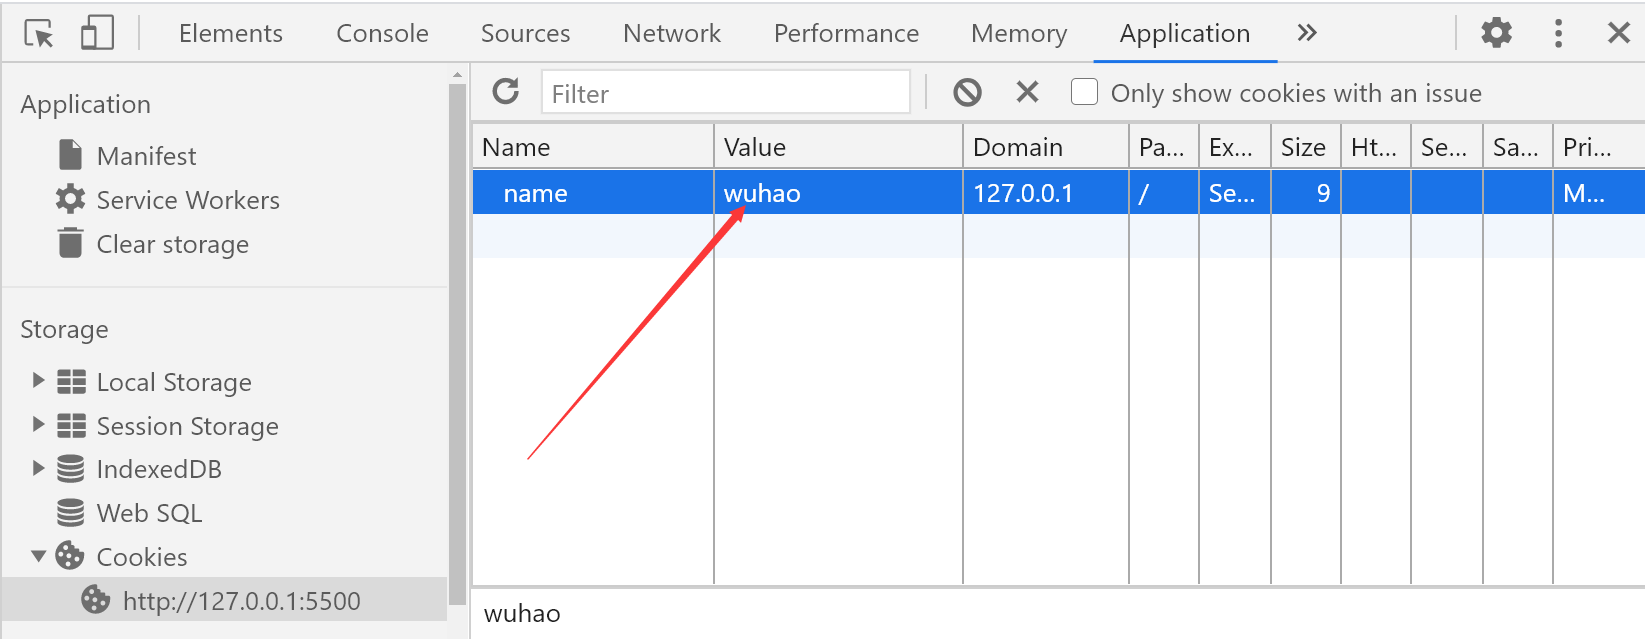 Elements Console Sources Network Performance Memory Application »
Application
Manifest
Service Workers
Clear storage
Storage
Local Storage
Session Storage
IndexedDB
Web SQL
Cookies
http://127.0.0.1:5500
Filter Only show cookies with an issue
Name Value Domain Pa... Ex... Size Ht... Se... Sa... Pri...
name wuhao 127.0.0.1 / Se... 9 M...
wuhao